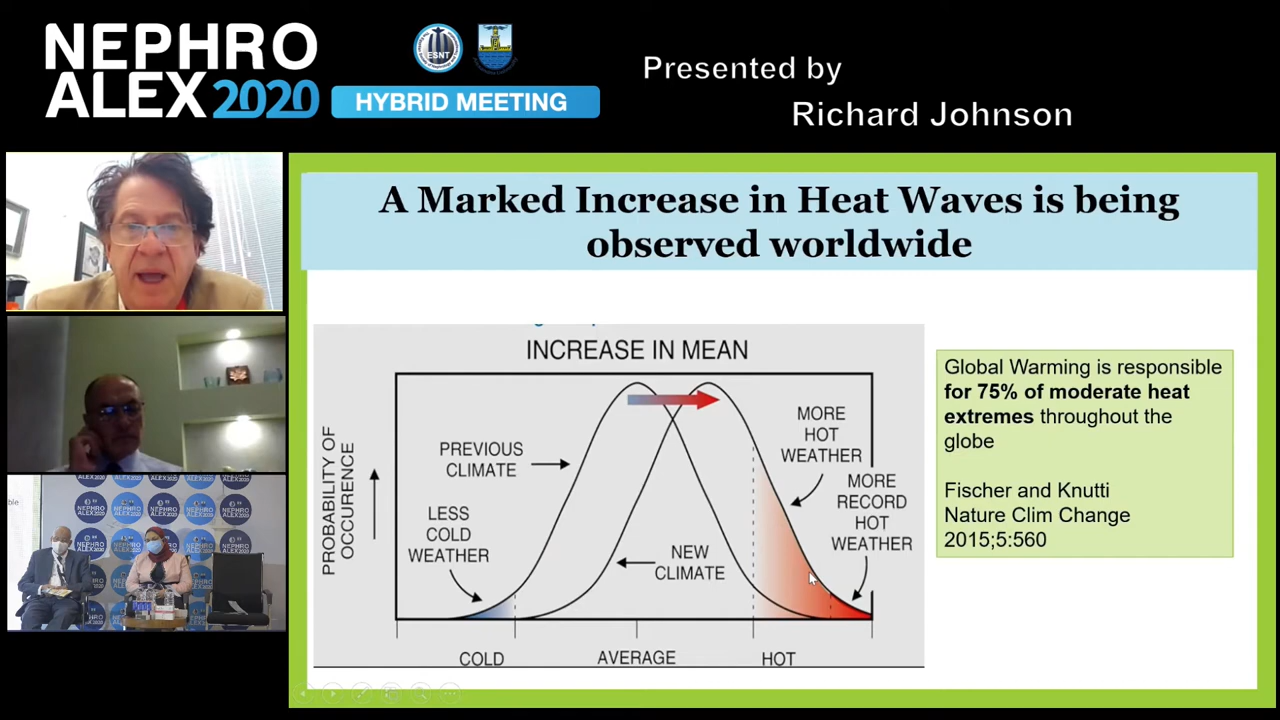 NEPHRO
ALEX 2020
ESNT
HYBRID MEETING
Presented by
Richard Johnson
A Marked Increase in Heat Waves is being
observed worldwide
INCREASE IN MEAN
PROBABILITY OF
OCCURENCE
PREVIOUS
CLIMATE
LESS
COLD
WEATHER
NEW
CLIMATE
MORE
HOT
WEATHER
MORE
RECORD
HOT
WEATHER
COLD
AVERAGE
HOT
Global Warming is responsible
for 75% of moderate heat
extremes throughout the
globe
Fischer and Knutti
Nature Clim Change
2015;5:560